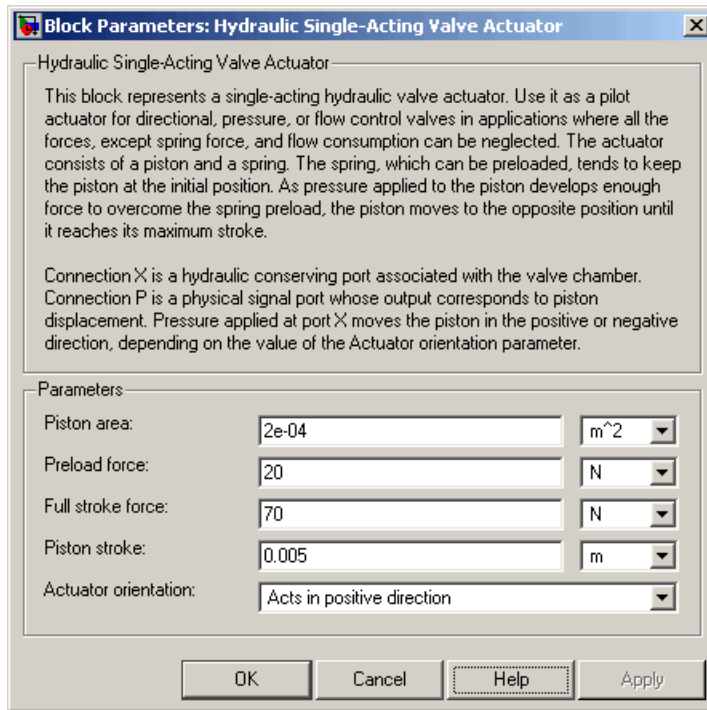 Block Parameters: Hydraulic Single-Acting Valve Actuator
Hydraulic Single-Acting Valve Actuator
This block represents a single-acting hydraulic valve actuator. Use it as a pilot
actuator for directional, pressure, or flow control valves in applications where all the
forces, except spring force, and flow consumption can be neglected. The actuator
consists of a piston and a spring. The spring, which can be preloaded, tends to keep
the piston at the initial position. As pressure applied to the piston develops enough
force to overcome the spring preload, the piston moves to the opposite position until
it reaches its maximum stroke.
Connection X is a hydraulic conserving port associated with the valve chamber.
Connection P is a physical signal port whose output corresponds to piston
displacement. Pressure applied at port X moves the piston in the positive or negative
direction, depending on the value of the Actuator orientation parameter.
Parameters
Piston area: 2e-04 m^2
Preload force: 20 N
Full stroke force: 70 N
Piston stroke: 0.005 m
Actuator orientation: Acts in positive direction
OK Cancel Help Apply